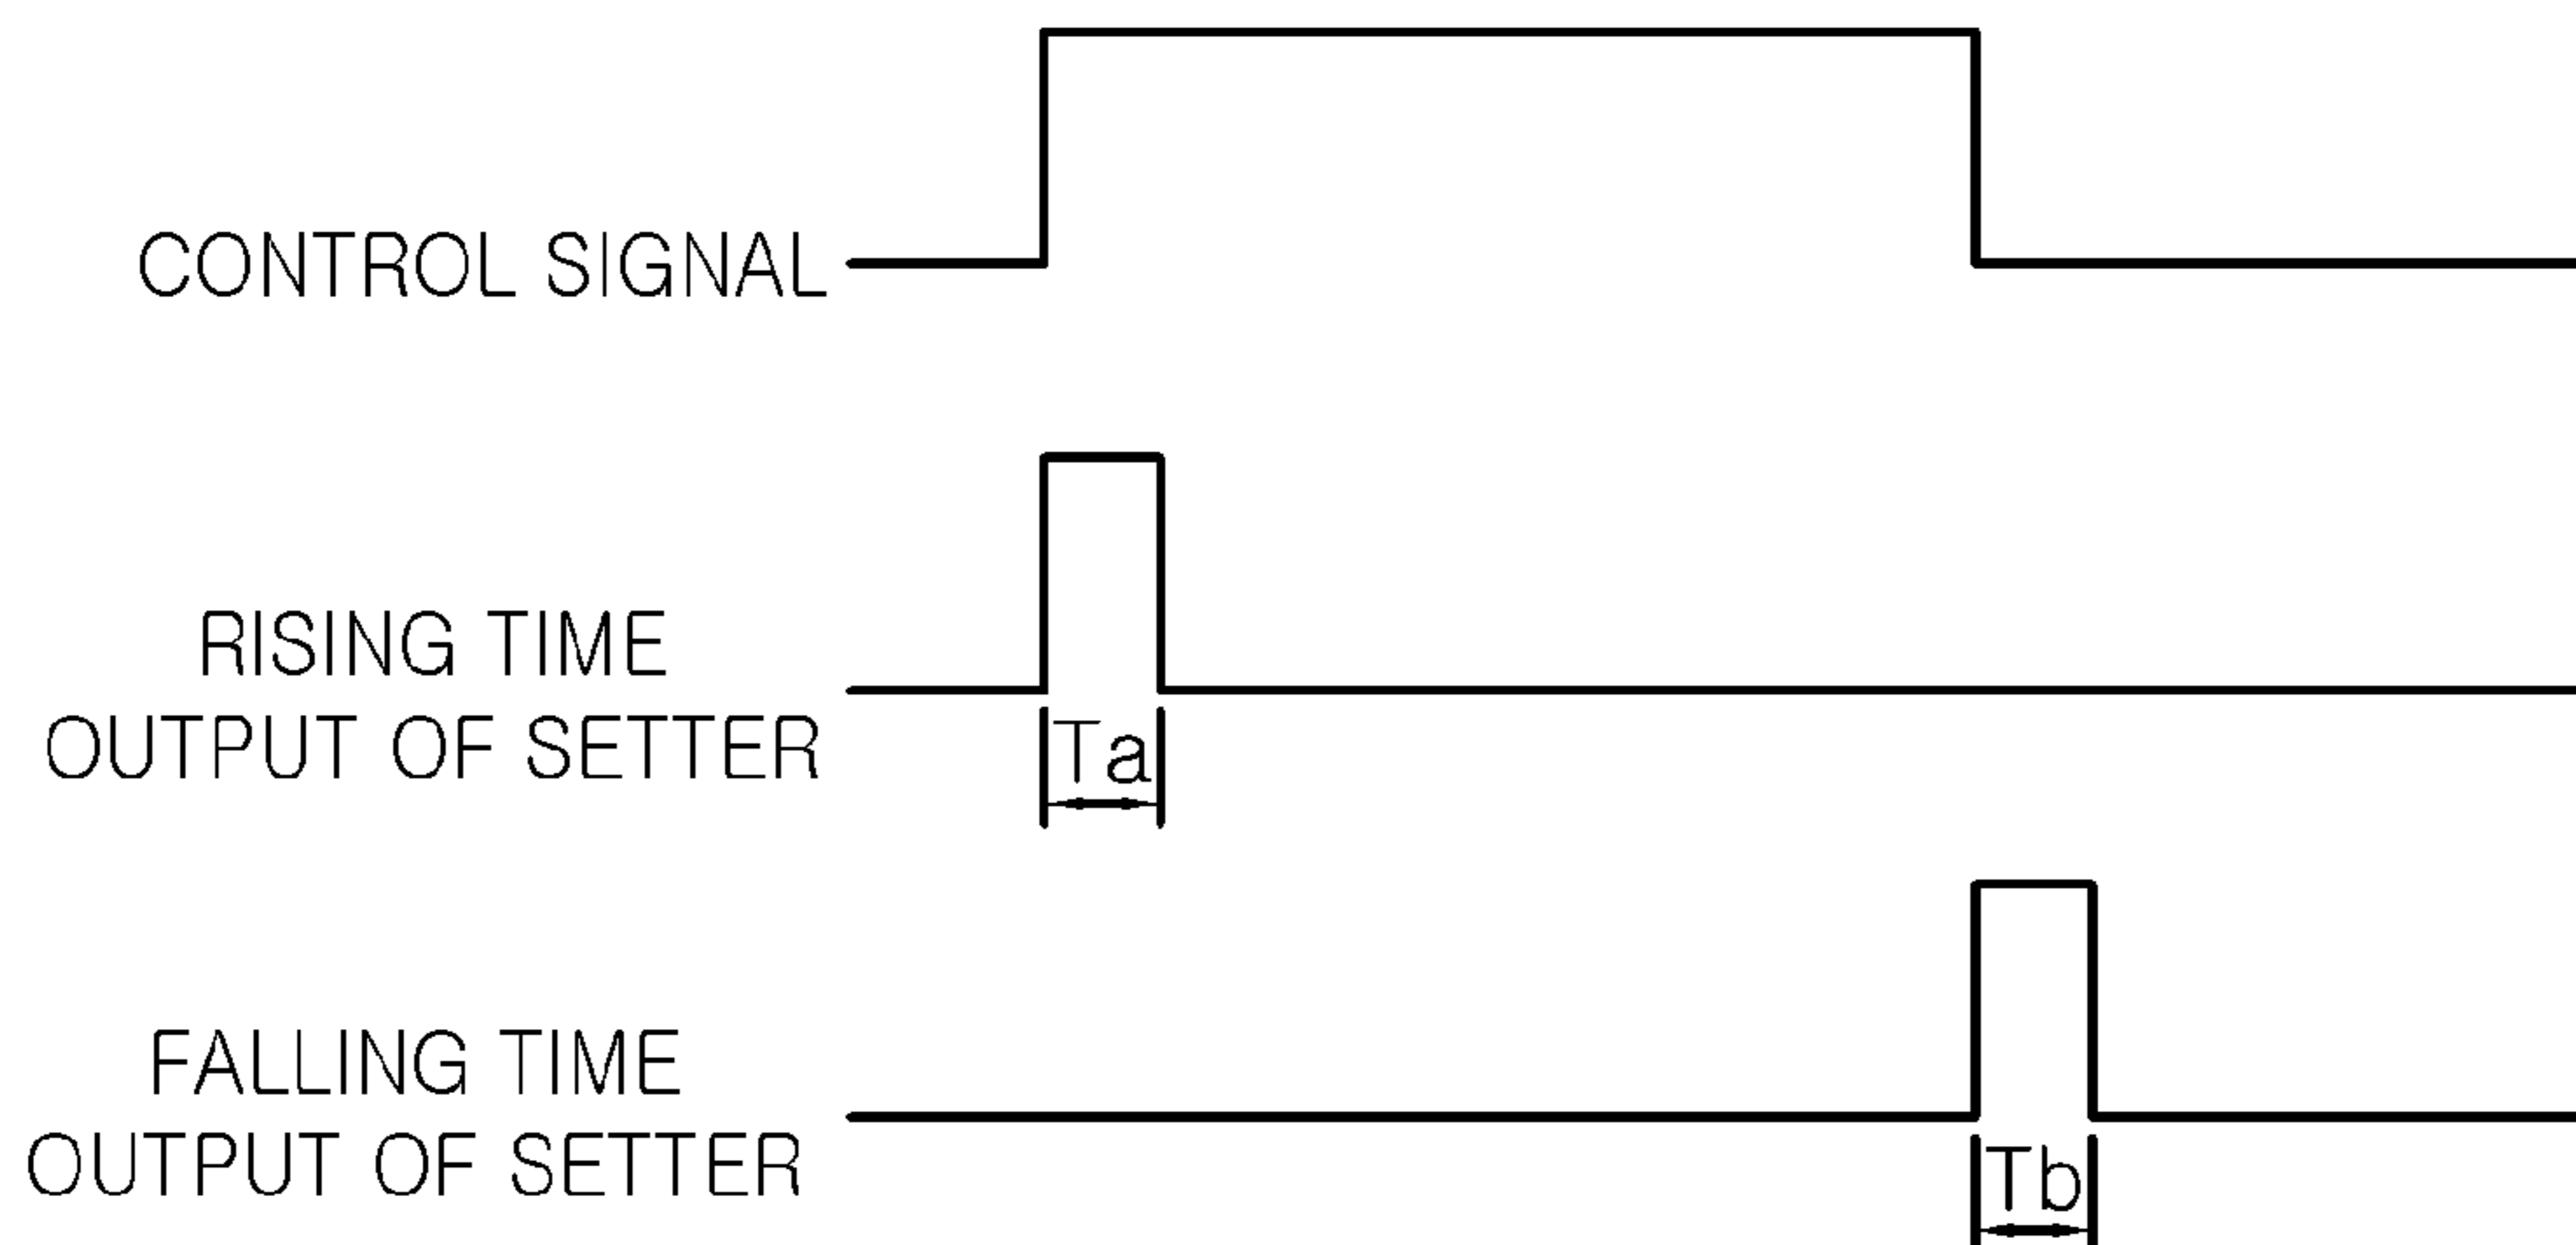 CONTROL SIGNAL
RISING TIME
OUTPUT OF SETTER
Ta
FALLING TIME
OUTPUT OF SETTER
Tb